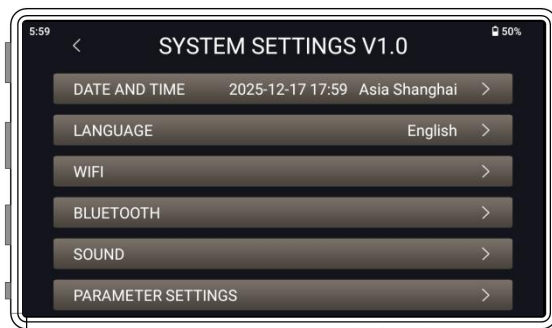 5:59
50%
SYSTEM SETTINGS V1.0
DATE AND TIME 2025-12-17 17:59 Asia Shanghai
LANGUAGE English
WIFI
BLUETOOTH
SOUND
PARAMETER SETTINGS